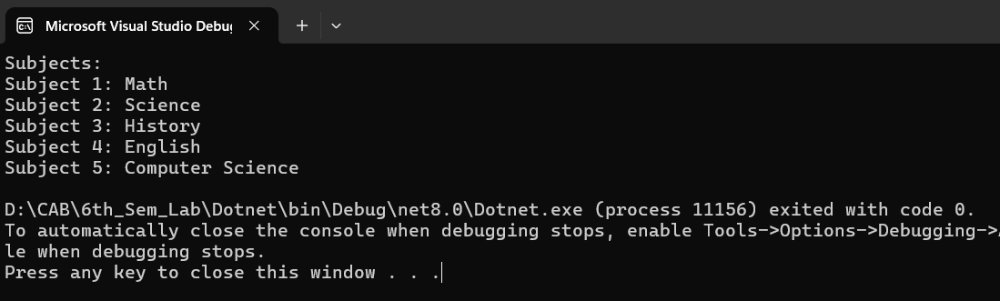 Microsoft Visual Studio Debug
Subjects:
Subject 1: Math
Subject 2: Science
Subject 3: History
Subject 4: English
Subject 5: Computer Science
D:\CAB\6th_Sem_Lab\Dotnet\bin\Debug\net8.0\Dotnet.exe (process 11156) exited with code 0.
To automatically close the console when debugging stops, enable Tools->Options->Debugging->
le when debugging stops.
Press any key to close this window . . .